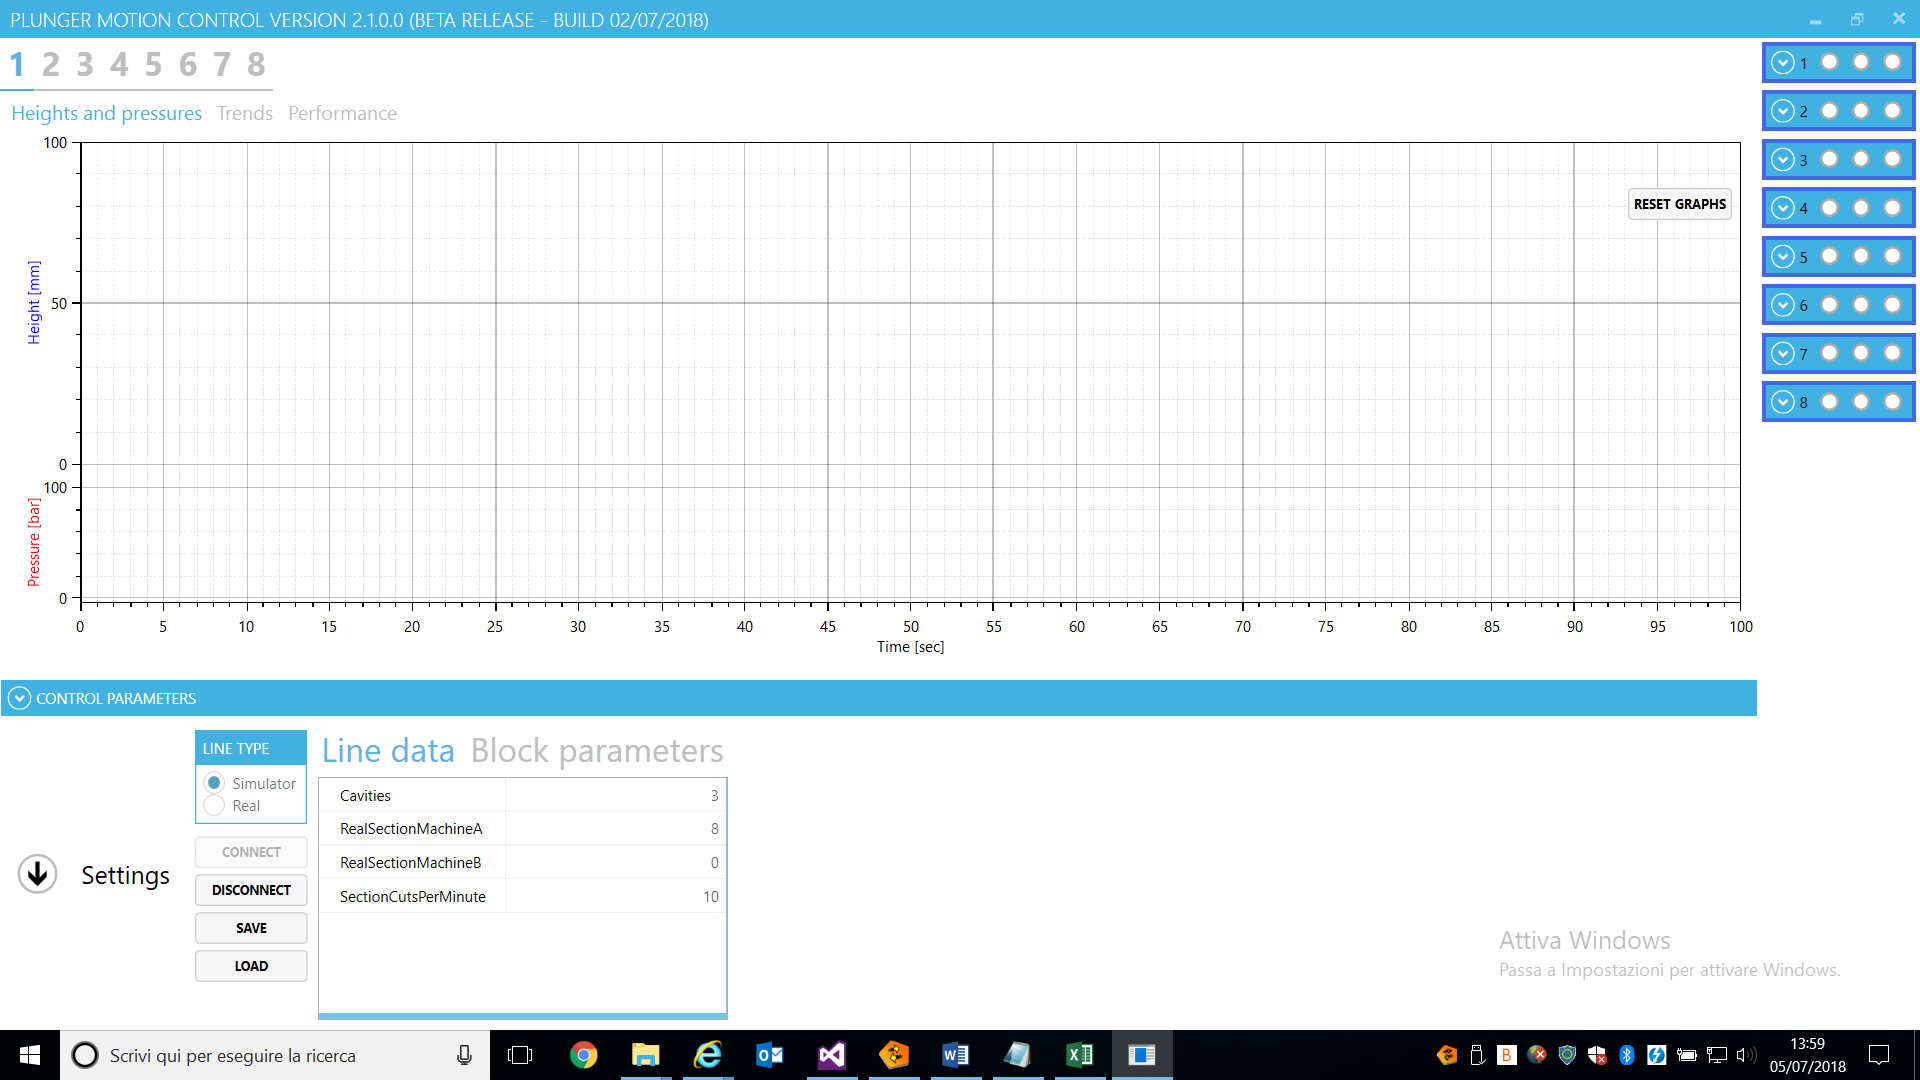 PLUNGER MOTION CONTROL VERSION 2.1.0.0 (BETA RELEASE - BUILD 02/07/2018)
1 2 3 4 5 6 7 8
Heights and pressures Trends Performance
100
50
0
Height [mm]
100
0
Pressure [bar]
RESET GRAPHS
0 5 10 15 20 25 30 35 40 45 50 55 60 65 70 75 80 85 90 95 100
Time [sec]
1
2
3
4
5
6
7
8
CONTROL PARAMETERS
Settings
LINE TYPE
Simulator
Real
CONNECT
DISCONNECT
SAVE
LOAD
Line data Block parameters
Cavities 3
RealSectionMachineA 8
RealSectionMachineB 0
SectionCutsPerMinute 10
Attiva Windows
Passa a Impostazioni per attivare Windows.
Scrivi qui per eseguire la ricerca
13:59
05/07/2018